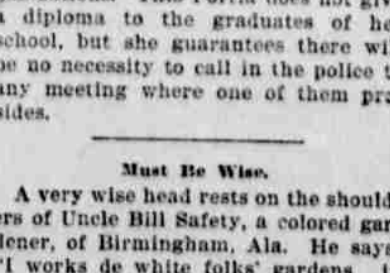 a diploma to the graduates of he
school, but she guarantees there wi
be no necessity to call in the police t
any meeting where one of them pra
sides.
Must Be Wise.
A very wise head rests on the should
ers of Uncle Bill Safety, a colored gar
dener, of Birmingham, Ala. He say
"I works de white folks' gardens